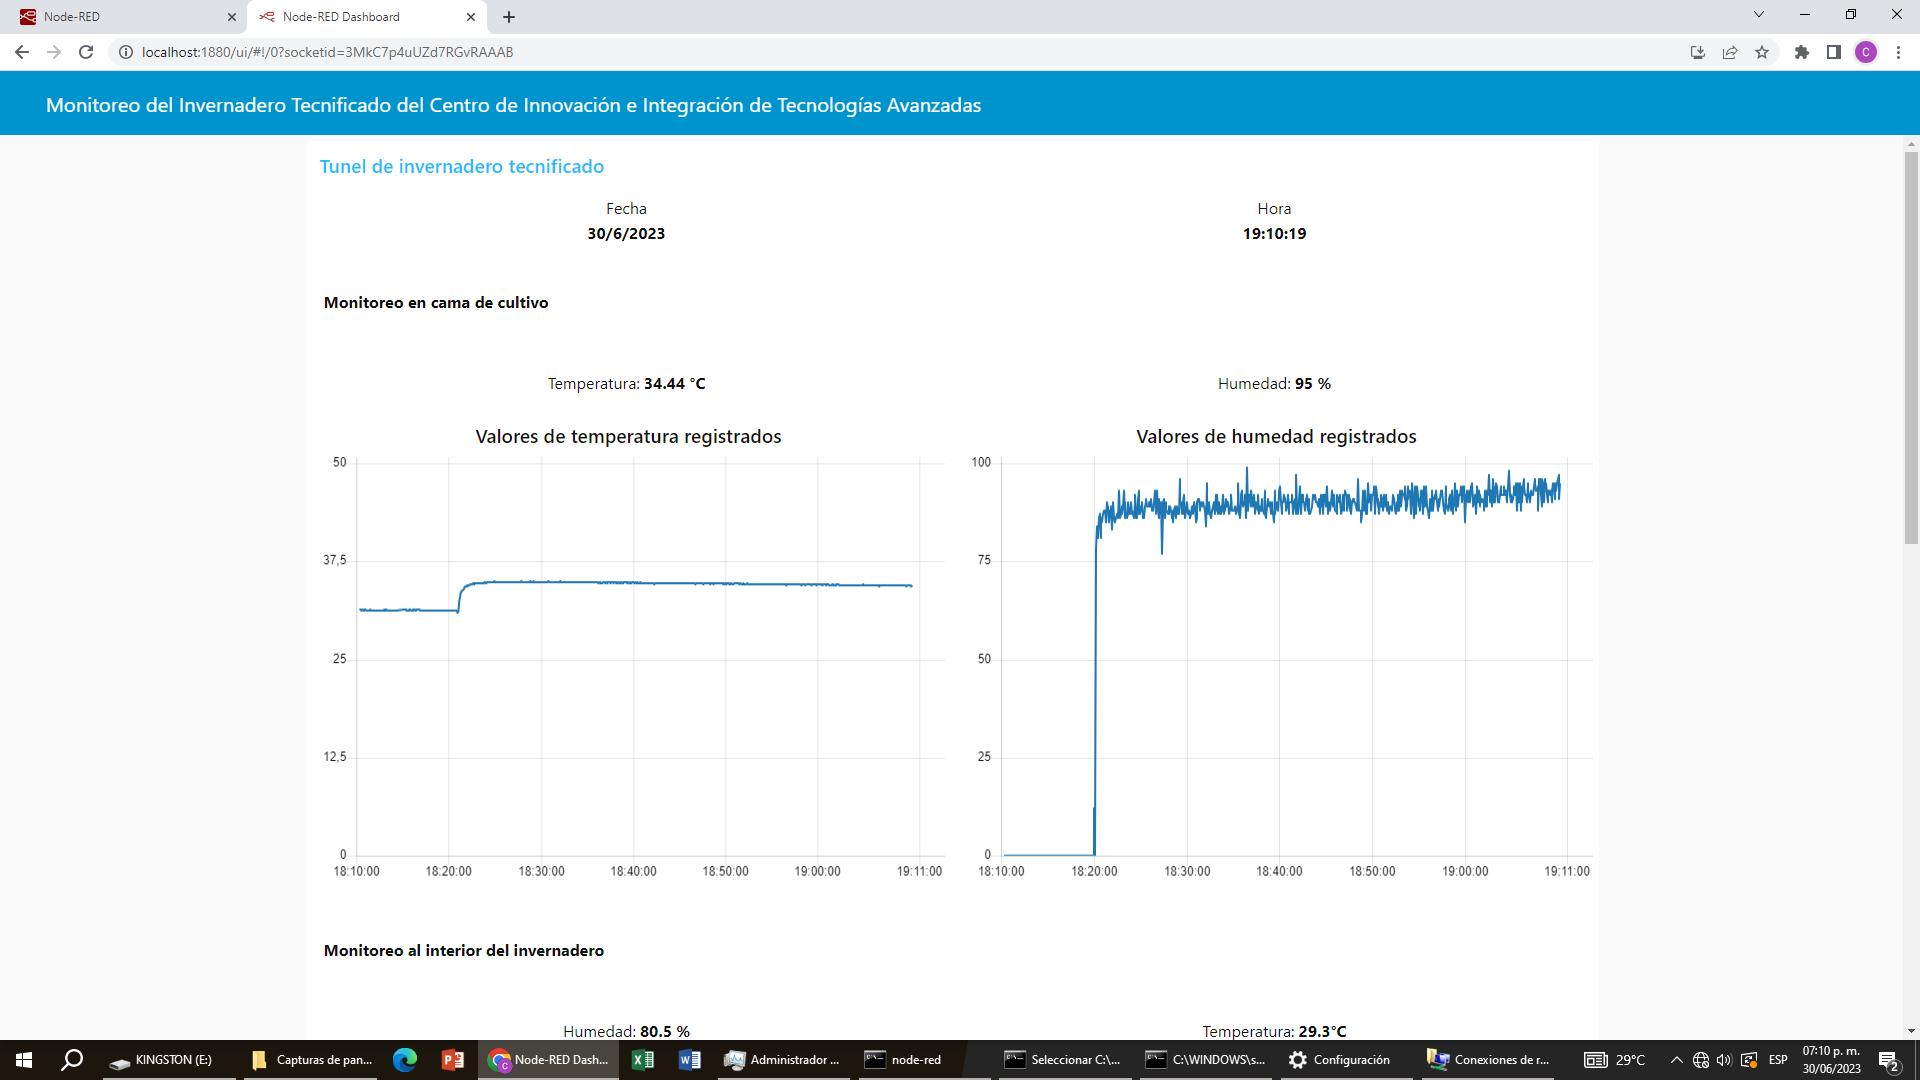 Node-RED
Node-RED Dashboard
localhost:1880/ui/#!/0?socketid=3MkC7p4uUZd7RGvRAAAB
C
Monitoreo del Invernadero Tecnificado del Centro de Innovación e Integración de Tecnologías Avanzadas
Tunel de invernadero tecnificado
Fecha
30/6/2023
Hora
19:10:19
Monitoreo en cama de cultivo
Temperatura: 34.44 °C
Humedad: 95 %
Valores de temperatura registrados
50
37,5
25
12,5
0
18:10:00 18:20:00 18:30:00 18:40:00 18:50:00 19:00:00 19:11:00
Valores de humedad registrados
100
75
50
25
0
18:10:00 18:20:00 18:30:00 18:40:00 18:50:00 19:00:00 19:11:00
Monitoreo al interior del invernadero
Humedad: 80.5 %
Temperatura: 29.3°C
KINGSTON (E:)
Capturas de pan...
Node-RED Dash...
Administrador ...
node-red
Seleccionar C:\...
C:\WINDOWS\s...
Configuración
Conexiones de r...
29°C
ESP
07:10 p. m.
30/06/2023
2